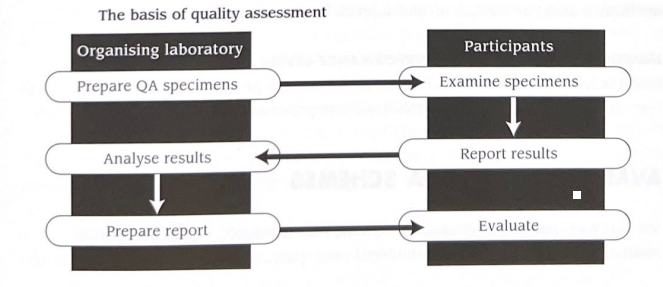 The basis of quality assessment
Organising laboratory
Participants
Prepare QA specimens
Examine specimens
Analyse results
Report results
Prepare report
Evaluate